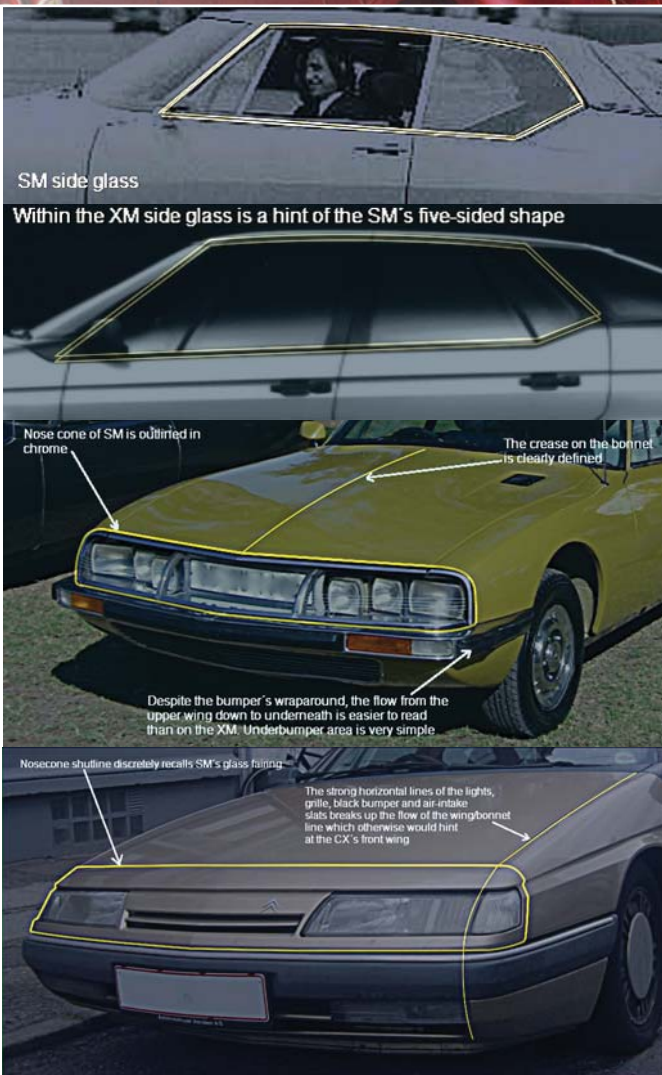 SM side glass
Within the XM side glass is a hint of the SM´s five-sided shape
Nose cone of SM is outlined in
chrome
The crease on the bonnet
is clearly defined
Despite the bumper´s wraparound, the flow from the
upper wing down to underneath is easier to read
than on the XM. Underbumper area is very simple
Nosecone shutline discretely recalls SM´s glass fairing
The strong horizontal lines of the lights,
grille, black bumper and air-intake
slats breaks up the flow of the wing/bonnet
line which otherwise would hint
at the CX´s front wing